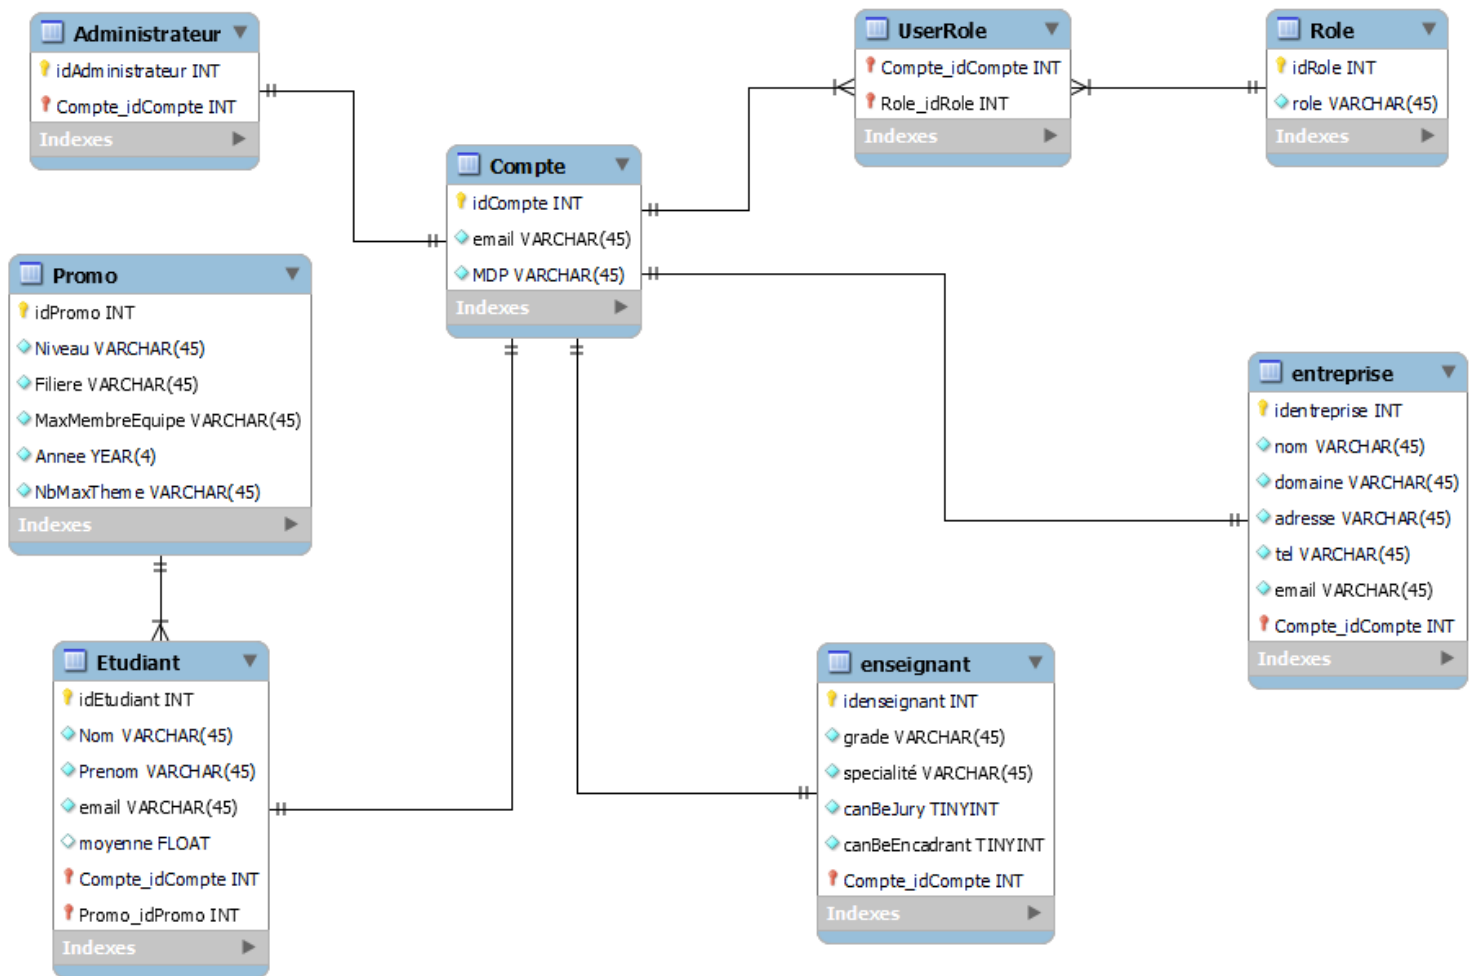 Administrateur
idAdministrateur INT
Compte_idCompte INT
Indexes
UserRole
Compte_idCompte INT
Role_idRole INT
Indexes
Role
idRole INT
role VARCHAR(45)
Indexes
Compte
idCompte INT
email VARCHAR(45)
MDP VARCHAR(45)
Indexes
Promo
idPromo INT
Niveau VARCHAR(45)
Filiere VARCHAR(45)
MaxMembreEquipe VARCHAR(45)
Annee YEAR(4)
NbMaxTheme VARCHAR(45)
Indexes
entreprise
identreprise INT
nom VARCHAR(45)
domaine VARCHAR(45)
adresse VARCHAR(45)
tel VARCHAR(45)
email VARCHAR(45)
Compte_idCompte INT
Indexes
Etudiant
idEtudiant INT
Nom VARCHAR(45)
Prenom VARCHAR(45)
email VARCHAR(45)
moyenne FLOAT
Compte_idCompte INT
Promo_idPromo INT
Indexes
enseignant
idenseignant INT
grade VARCHAR(45)
specialité VARCHAR(45)
canBeJury TINYINT
canBeEncadrant TINYINT
Compte_idCompte INT
Indexes